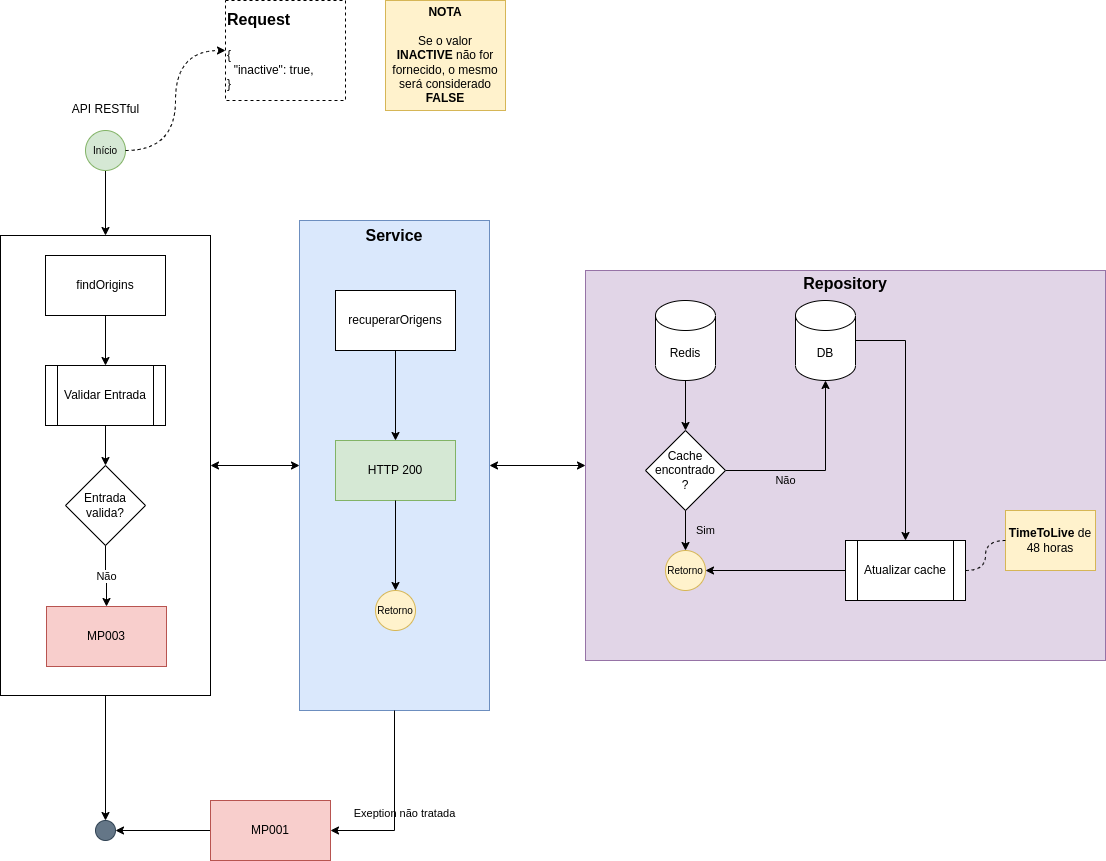 Request
{
"inactive": true,
}
NOTA
Se o valor
INACTIVE não for
fornecido, o mesmo
será considerado
FALSE
API RESTful
Início
findOrigins
Validar Entrada
Entrada
valida?
Não
MP003
Service
recuperarOrigens
HTTP 200
Retorno
Repository
Redis
DB
Cache
encontrado
?
Não
Sim
Retorno
Atualizar cache
TimeToLive de
48 horas
Exeption não tratada
MP001